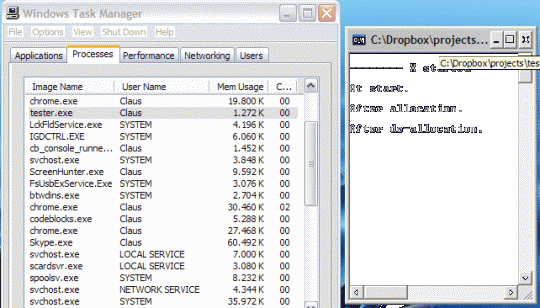 Windows Task Manager
File Options View Shut Down Help
Applications Processes Performance Networking Users
Image Name User Name Mem Usage C...
chrome.exe Claus 19.800 K 00
tester.exe Claus 1.272 K 00
LckFldService.exe SYSTEM 4.196 K 00
IGDCTRL.EXE SYSTEM 6.060 K 00
cb_console_runne... Claus 1.452 K 00
svchost.exe SYSTEM 3.848 K 00
ScreenHunter.exe Claus 9.592 K 00
FsUsbExService.Exe SYSTEM 3.076 K 00
btwdins.exe SYSTEM 2.704 K 00
chrome.exe Claus 30.460 K 02
codeblocks.exe Claus 5.288 K 00
chrome.exe Claus 27.468 K 00
Skype.exe Claus 60.492 K 00
svchost.exe LOCAL SERVICE 7.000 K 00
scardsvr.exe LOCAL SERVICE 3.080 K 00
spoolsv.exe SYSTEM 8.232 K 00
svchost.exe NETWORK SERVICE 4.344 K 00
svchost.exe SYSTEM 35.972 K 00
C:\Dropbox\projects...
C:\Dropbox\projects\tes
started
At start.
After allocation.
After de-allocation.